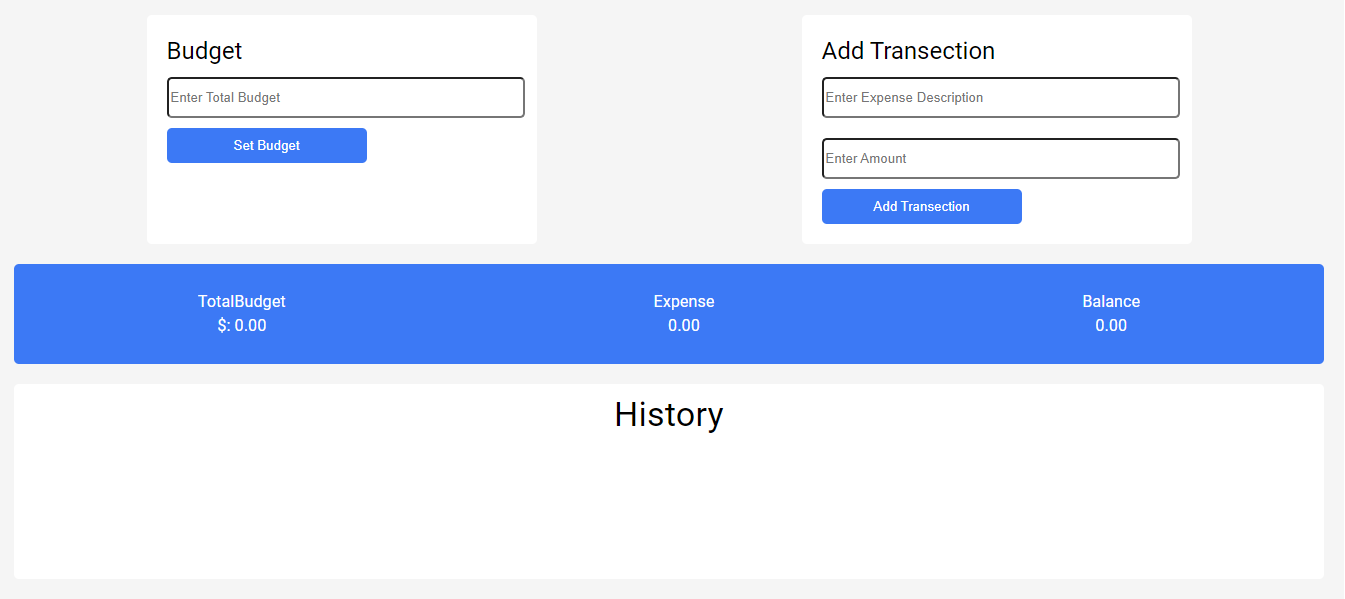 Budget
Enter Total Budget
Set Budget
Add Transection
Enter Expense Description
Enter Amount
Add Transection
TotalBudget
$: 0.00
Expense
0.00
Balance
0.00
History